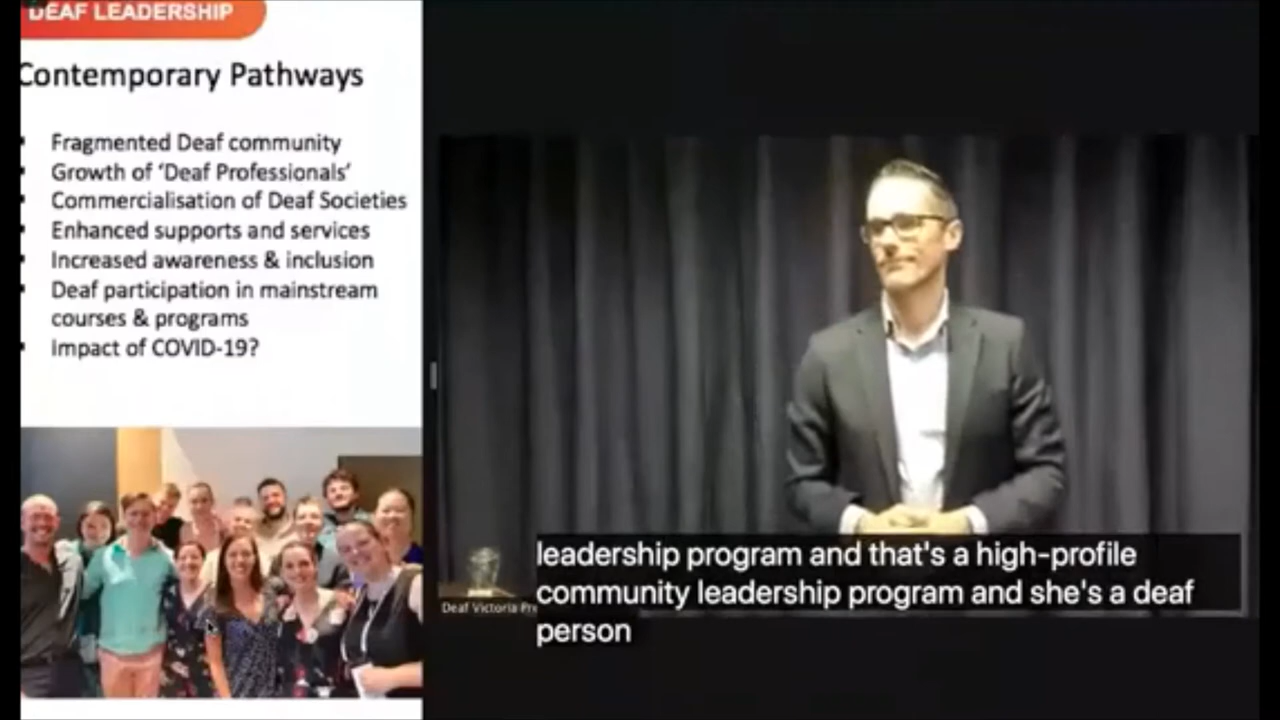 DEAF LEADERSHIP
Contemporary Pathways
Fragmented Deaf community
Growth of ‘Deaf Professionals’
Commercialisation of Deaf Societies
Enhanced supports and services
Increased awareness & inclusion
Deaf participation in mainstream
courses & programs
Impact of COVID-19?
Deaf Victoria
leadership program and that's a high-profile
community leadership program and she's a deaf
person